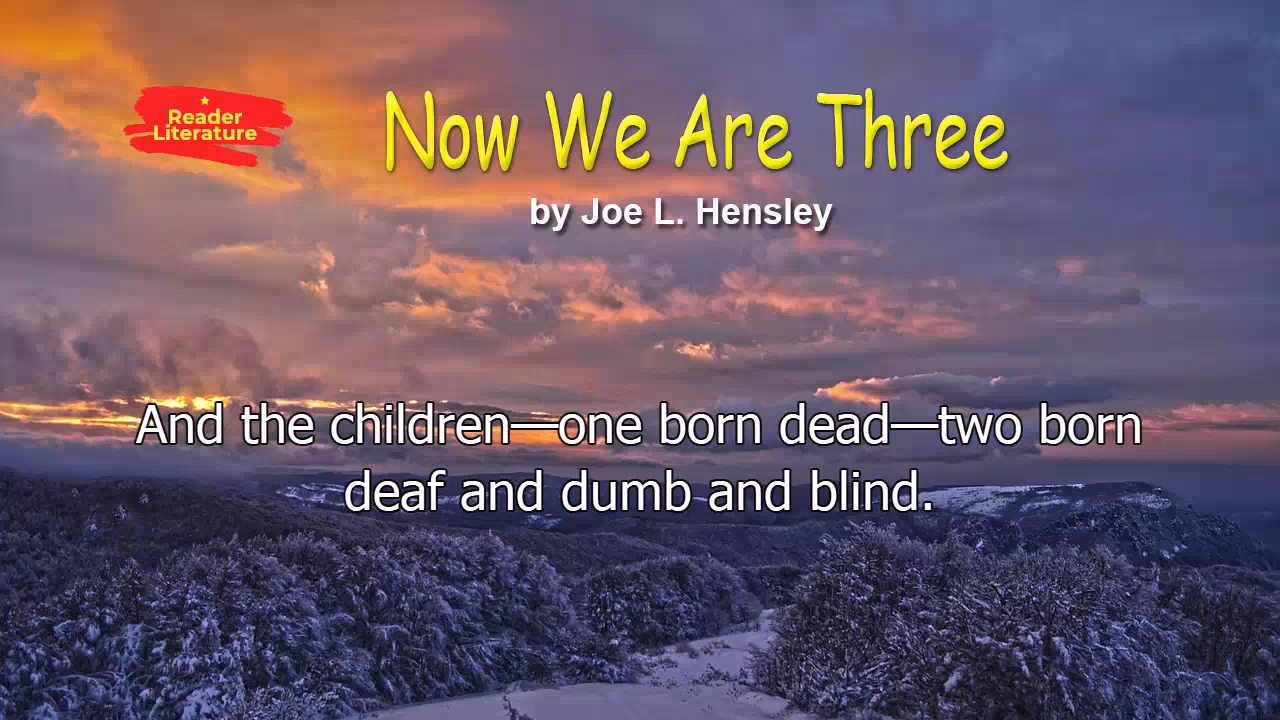 Reader
Literature
Now We Are Three
by Joe L. Hensley
And the children—one born dead—two born
deaf and dumb and blind.